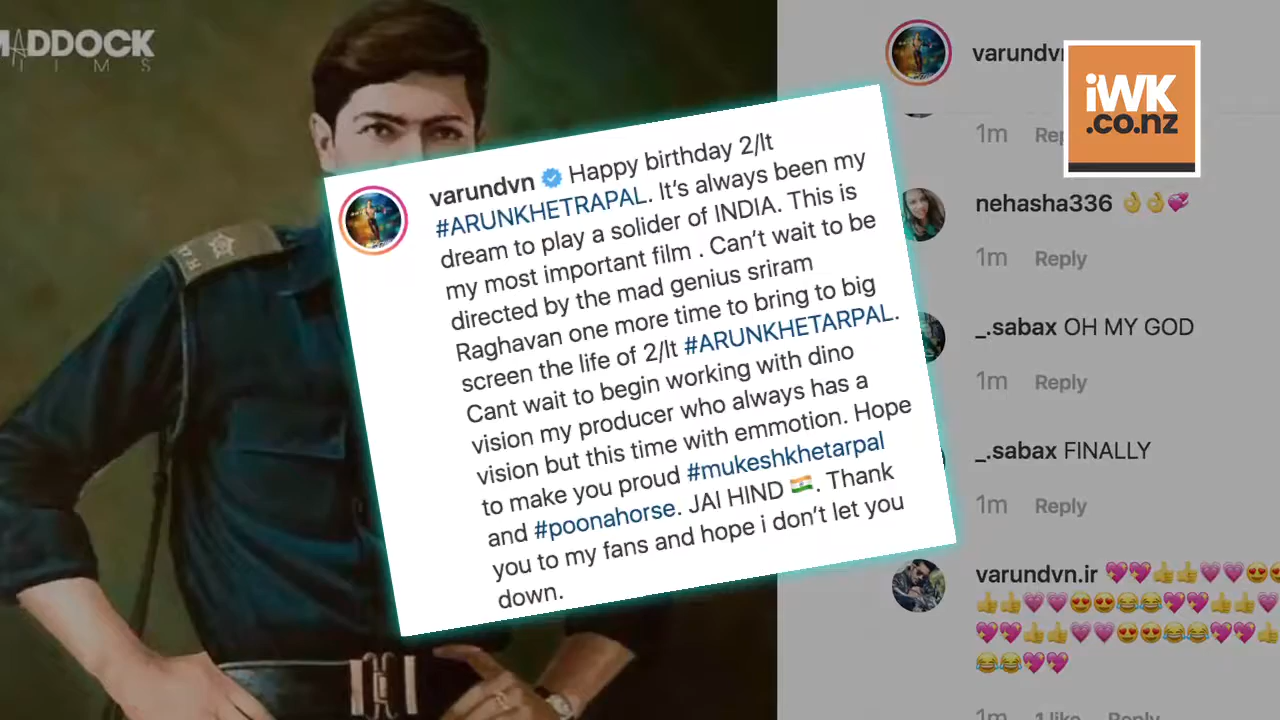 MADDOCK
FILMS
varundvn Happy birthday 2/lt
#ARUNKHETRAPAL. It's always been my
dream to play a solider of INDIA. This is
my most important film . Can't wait to be
directed by the mad genius sriram
Raghavan one more time to bring to big
screen the life of 2/lt #ARUNKHETARPAL.
Cant wait to begin working with dino
vision my producer who always has a
vision but this time with emmotion. Hope
to make you proud #mukeshkhetarpal
and #poonahorse. JAI HIND 🇮🇳. Thank
you to my fans and hope i don't let you
down.
varundvn
iWK
.co.nz
1m Rep
nehasha336 👌👌💞
1m Reply
_.sabax OH MY GOD
1m Reply
_.sabax FINALLY
1m Reply
varundvn.ir 💖💖👍👍💗💗😍😍
👍👍💗💗😍😍😂😂💖💖👍👍💗
💖💖👍👍💗💗😍😍😂😂💖💖👍
😂😂💖💖
1m 1 like Reply